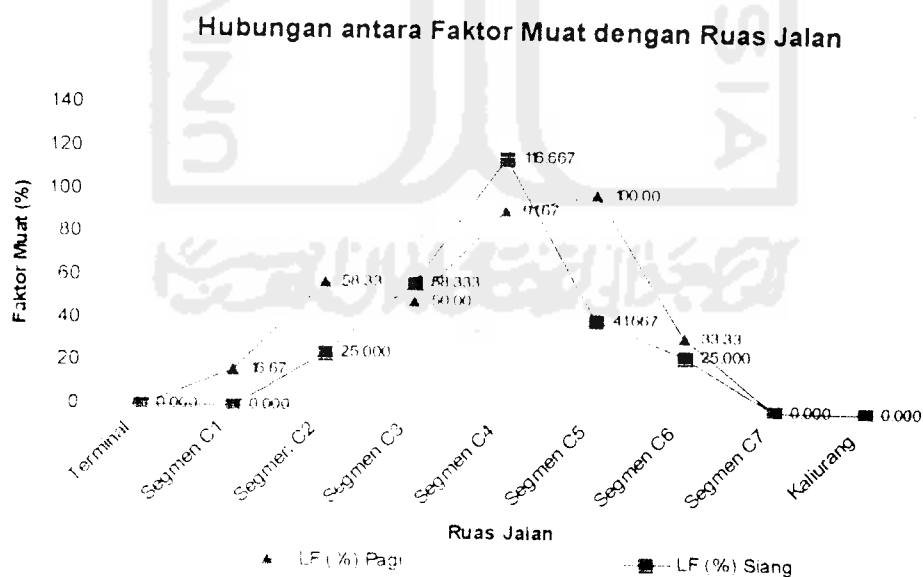 Hubungan antara Faktor Muat dengan Ruas Jalan
Faktor Muat (%)
140
120
100
80
60
40
20
0
0.000
16.67
0.000
58.33
25.000
58.333
50.00
116.667
91.67
100.00
41.667
33.33
25.000
0.000
0.000
Terminal
Segmen C1
Segmen C2
Segmen C3
Segmen C4
Segmen C5
Segmen C6
Segmen C7
Kaliurang
Ruas Jalan
LF (%) Pagi
LF (%) Siang